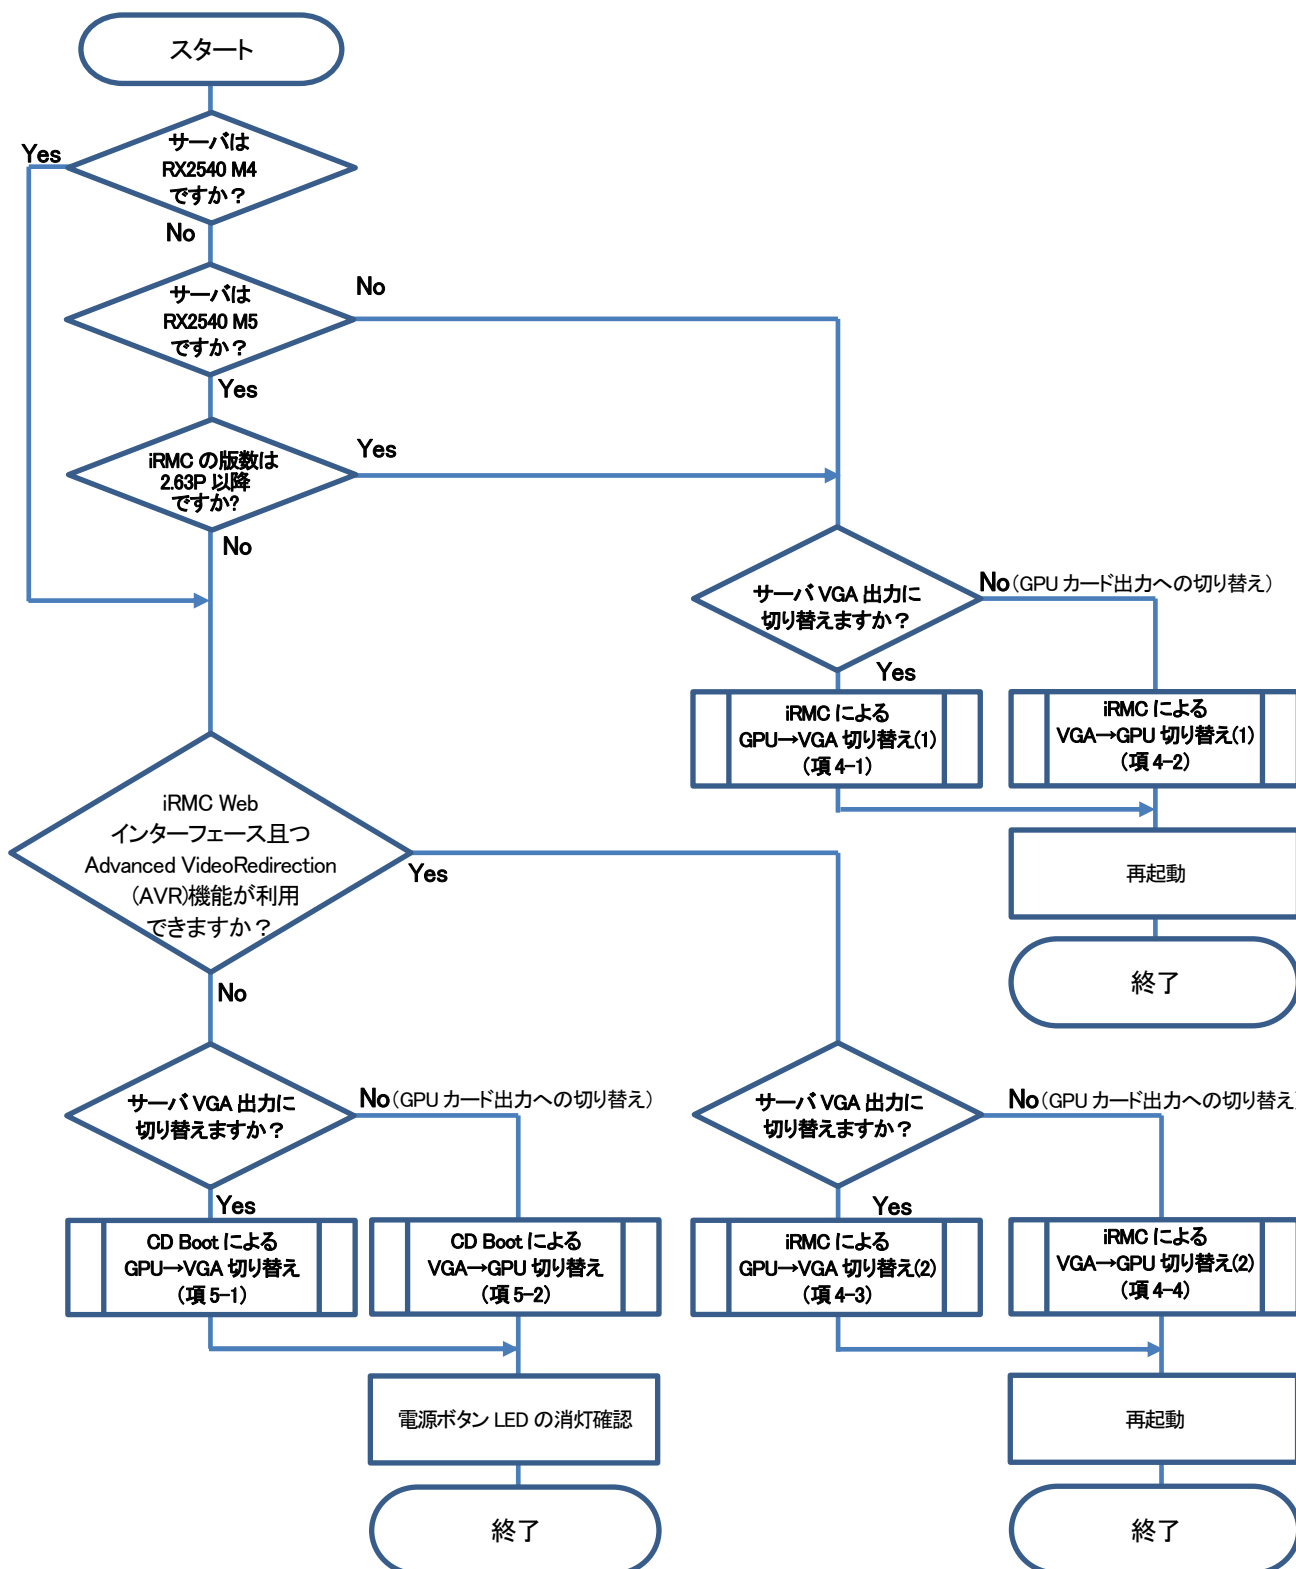 スタート
サーバは
RX2540 M4
ですか？
Yes
No
サーバは
RX2540 M5
ですか？
No
Yes
iRMC の版数は
2.63P 以降
ですか?
Yes
No
サーバ VGA 出力に
切り替えますか？
No（GPU カード出力への切り替え）
Yes
iRMC による
GPU→VGA 切り替え(1)
（項 4-1）
iRMC による
VGA→GPU 切り替え(1)
（項 4-2）
再起動
終了
iRMC Web
インターフェース且つ
Advanced VideoRedirection
(AVR)機能が利用
できますか？
Yes
No
サーバ VGA 出力に
切り替えますか？
No（GPU カード出力への切り替え）
Yes
CD Boot による
GPU→VGA 切り替え
（項 5-1）
CD Boot による
VGA→GPU 切り替え
（項 5-2）
電源ボタン LED の消灯確認
終了
サーバ VGA 出力に
切り替えますか？
No（GPU カード出力への切り替え）
Yes
iRMC による
GPU→VGA 切り替え(2)
（項 4-3）
iRMC による
VGA→GPU 切り替え(2)
（項 4-4）
再起動
終了